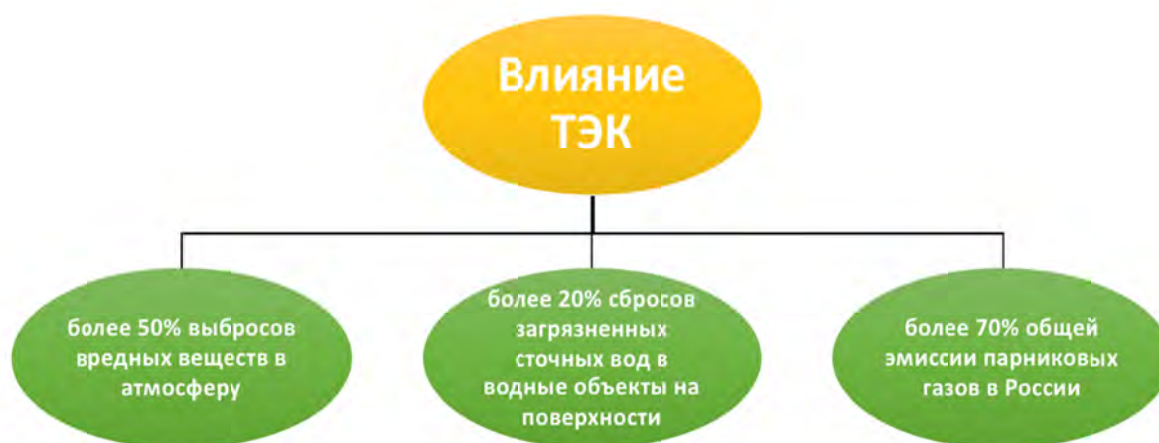 Влияние
ТЭК
более 50% выбросов
вредных веществ в
атмосферу
более 20% сбросов
загрязненных
сточных вод в
водные объекты на
поверхности
более 70% общей
эмиссии парниковых
газов в России